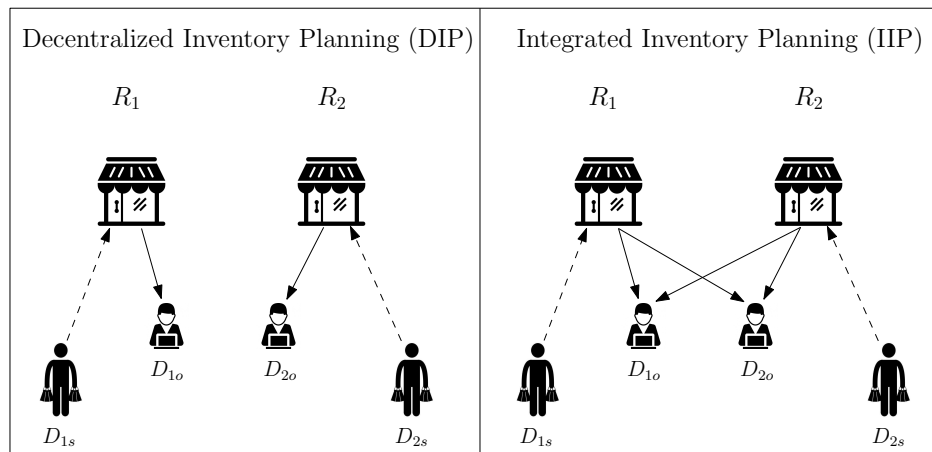 Decentralized Inventory Planning (DIP)
R₁ R₂
D₁ₒ D₂ₒ
D₁ₛ D₂ₛ
Integrated Inventory Planning (IIP)
R₁ R₂
D₁ₒ D₂ₒ
D₁ₛ D₂ₛ